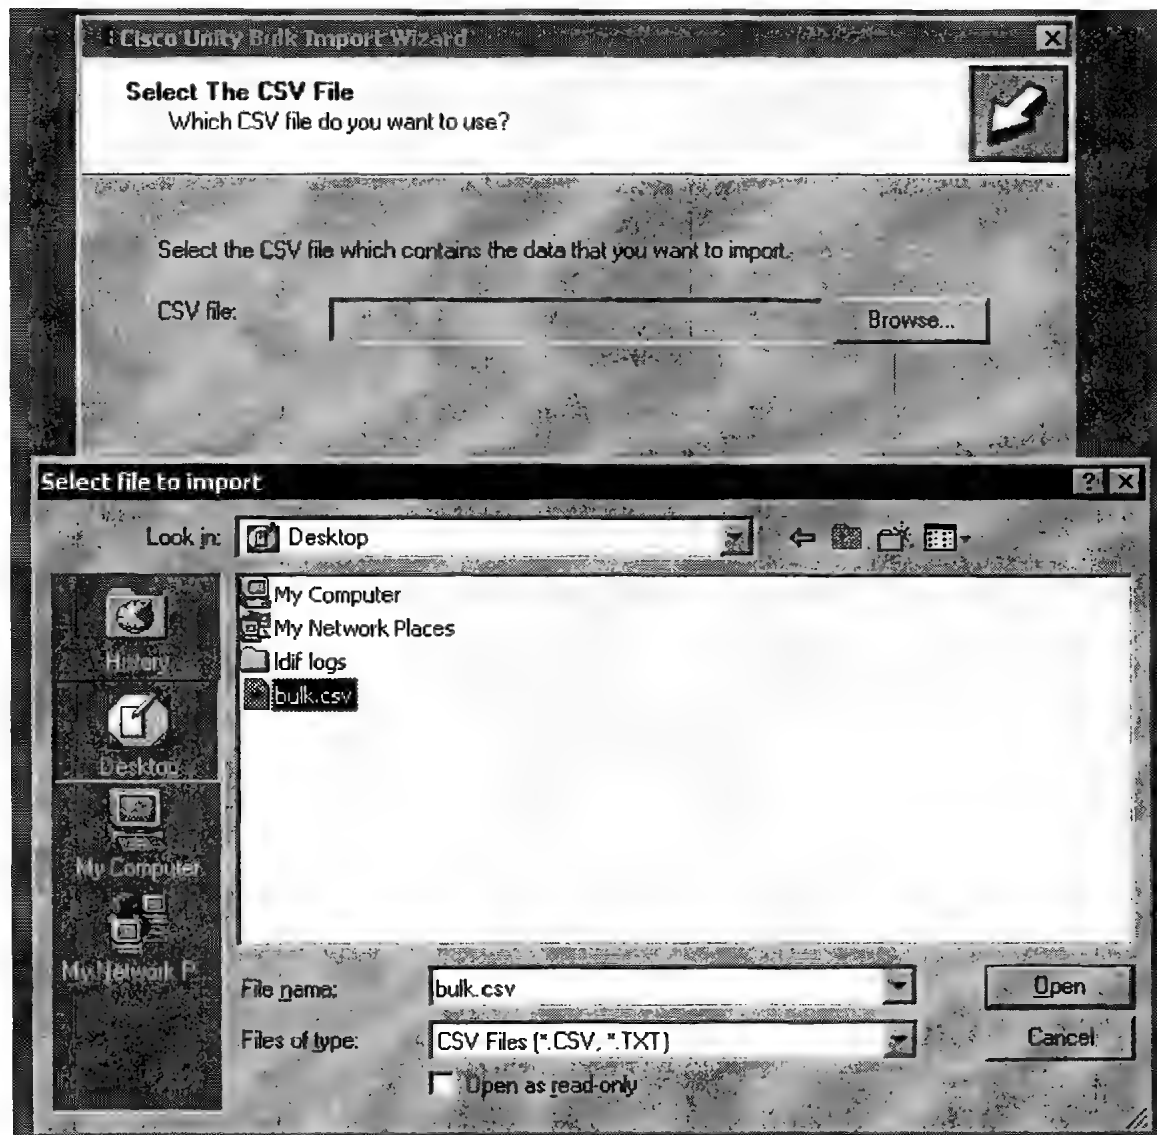 Cisco Unity Bulk Import Wizard
Select The CSV File
Which CSV file do you want to use?
Select the CSV file which contains the data that you want to import.
CSV file:
Browse...
Select file to import
Look in:
Desktop
History
Desktop
My Computer
My Network P...
My Computer
My Network Places
ldif logs
bulk.csv
File name:
bulk.csv
Open
Files of type:
CSV Files (*.CSV, *.TXT)
Cancel
Open as read-only